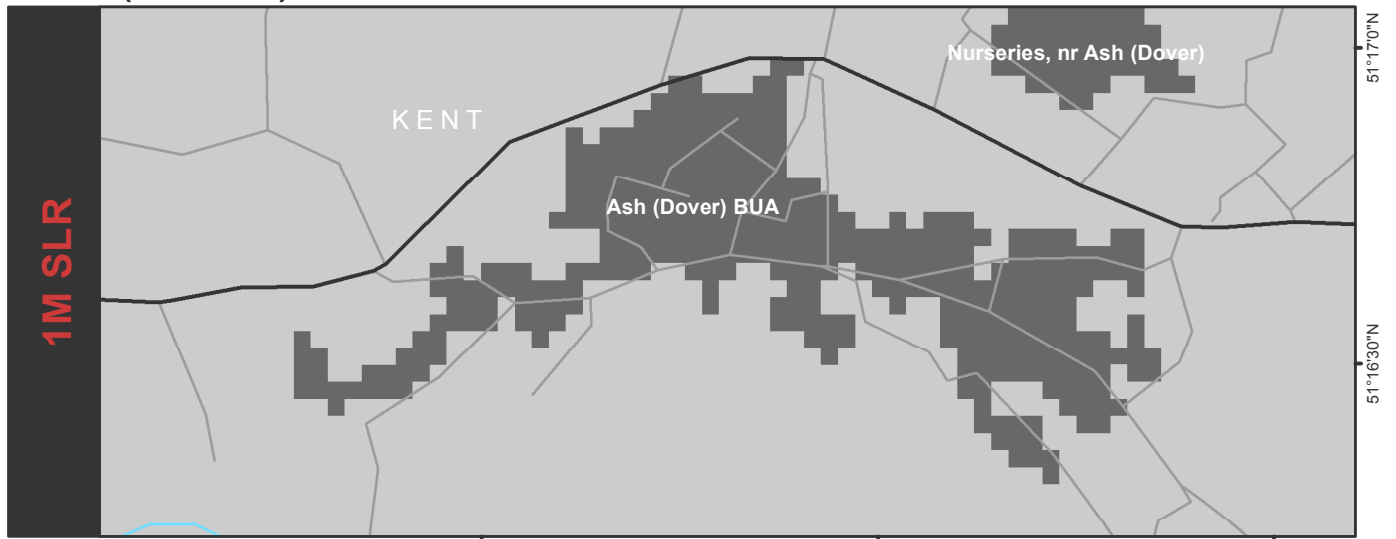 1M SLR
Nurseries, nr Ash (Dover)
KENT
Ash (Dover) BUA
51°17'0"N
51°16'30"N